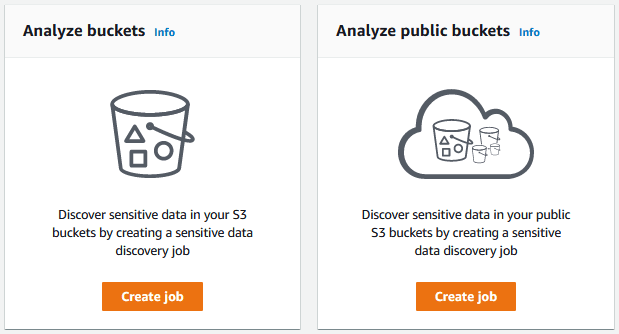 Analyze buckets Info
Discover sensitive data in your S3
buckets by creating a sensitive data
discovery job
Create job
Analyze public buckets Info
Discover sensitive data in your public
S3 buckets by creating a sensitive
data discovery job
Create job